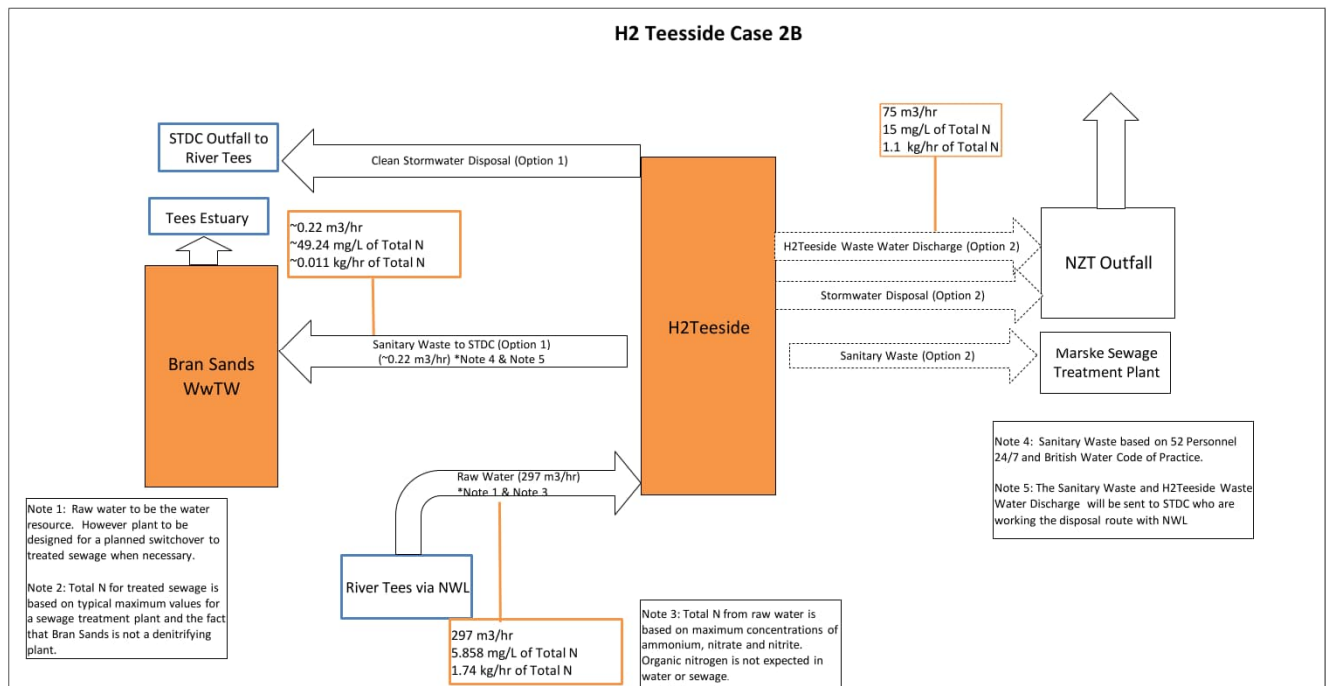 H2 Teesside Case 2B
STDC Outfall to
River Tees
Clean Stormwater Disposal (Option 1)
75 m3/hr
15 mg/L of Total N
1.1 kg/hr of Total N
Tees Estuary
~0.22 m3/hr
~49.24 mg/L of Total N
~0.011 kg/hr of Total N
H2Teeside Waste Water Discharge (Option 2)
NZT Outfall
Stormwater Disposal (Option 2)
H2Teeside
Sanitary Waste to STDC (Option 1)
(~0.22 m3/hr) *Note 4 & Note 5
Sanitary Waste (Option 2)
Marske Sewage
Treatment Plant
Bran Sands
WwTW
Raw Water (297 m3/hr)
*Note 1 & Note 3
Note 4: Sanitary Waste based on 52 Personnel
24/7 and British Water Code of Practice.
Note 5: The Sanitary Waste and H2Teeside Waste
Water Discharge will be sent to STDC who are
working the disposal route with NWL
Note 1: Raw water to be the water
resource. However plant to be
designed for a planned switchover to
treated sewage when necessary.
Note 2: Total N for treated sewage is
based on typical maximum values for
a sewage treatment plant and the fact
that Bran Sands is not a denitrifying
plant.
River Tees via NWL
297 m3/hr
5.858 mg/L of Total N
1.74 kg/hr of Total N
Note 3: Total N from raw water is
based on maximum concentrations of
ammonium, nitrate and nitrite.
Organic nitrogen is not expected in
water or sewage.